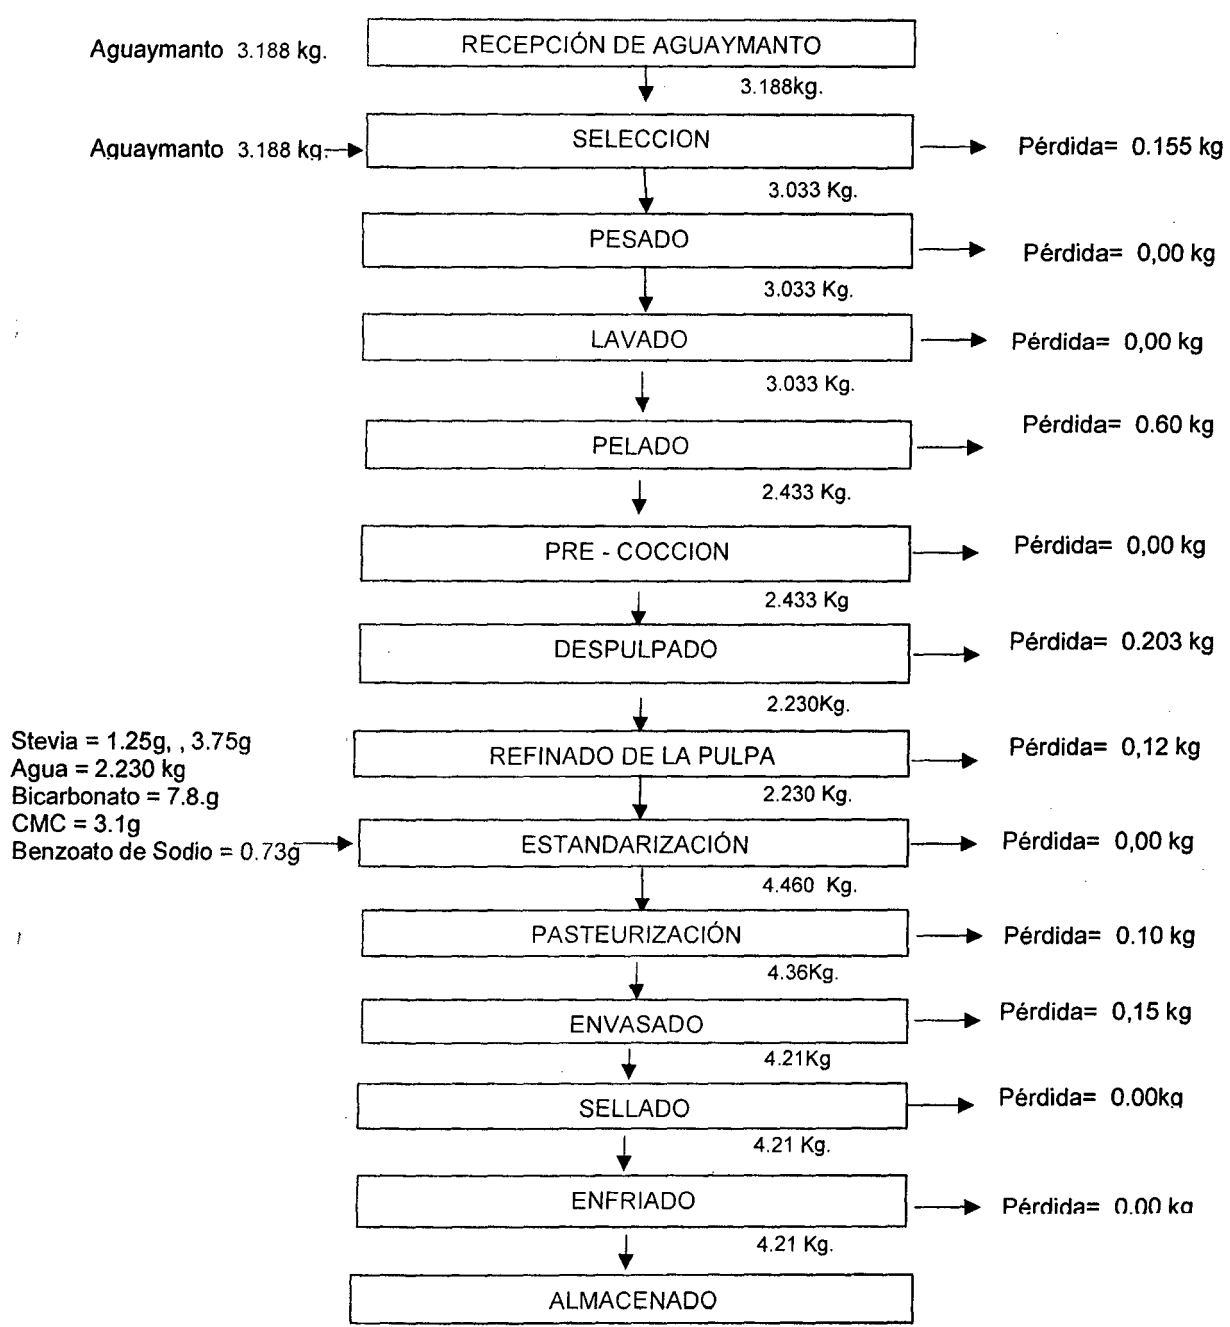 Aguaymanto 3.188 kg.
RECEPCIÓN DE AGUAYMANTO
3.188kg.
Aguaymanto 3.188 kg.
SELECCION
Pérdida= 0.155 kg
3.033 Kg.
PESADO
Pérdida= 0,00 kg
3.033 Kg.
LAVADO
Pérdida= 0,00 kg
3.033 Kg.
PELADO
Pérdida= 0.60 kg
2.433 Kg.
PRE - COCCION
Pérdida= 0,00 kg
2.433 Kg
DESPULPADO
Pérdida= 0.203 kg
2.230Kg.
REFINADO DE LA PULPA
Pérdida= 0,12 kg
2.230 Kg.
Stevia = 1.25g, , 3.75g
Agua = 2.230 kg
Bicarbonato = 7.8.g
CMC = 3.1g
Benzoato de Sodio = 0.73g
ESTANDARIZACIÓN
Pérdida= 0,00 kg
4.460 Kg.
PASTEURIZACIÓN
Pérdida= 0.10 kg
4.36Kg.
ENVASADO
Pérdida= 0,15 kg
4.21Kg
SELLADO
Pérdida= 0.00kg
4.21 Kg.
ENFRIADO
Pérdida= 0.00 kg
4.21 Kg.
ALMACENADO